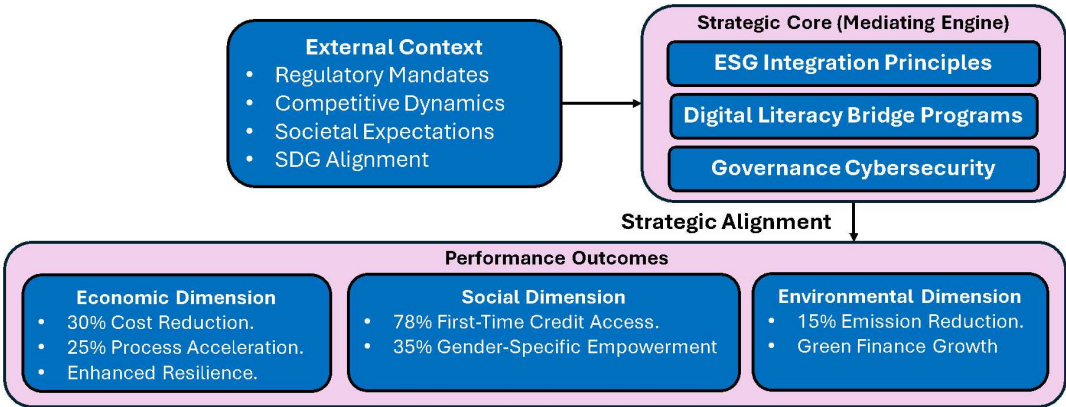 External Context
• Regulatory Mandates
• Competitive Dynamics
• Societal Expectations
• SDG Alignment
Strategic Core (Mediating Engine)
ESG Integration Principles
Digital Literacy Bridge Programs
Governance Cybersecurity
Strategic Alignment
Performance Outcomes
Economic Dimension
• 30% Cost Reduction.
• 25% Process Acceleration.
• Enhanced Resilience.
Social Dimension
• 78% First-Time Credit Access.
• 35% Gender-Specific Empowerment
Environmental Dimension
• 15% Emission Reduction.
• Green Finance Growth